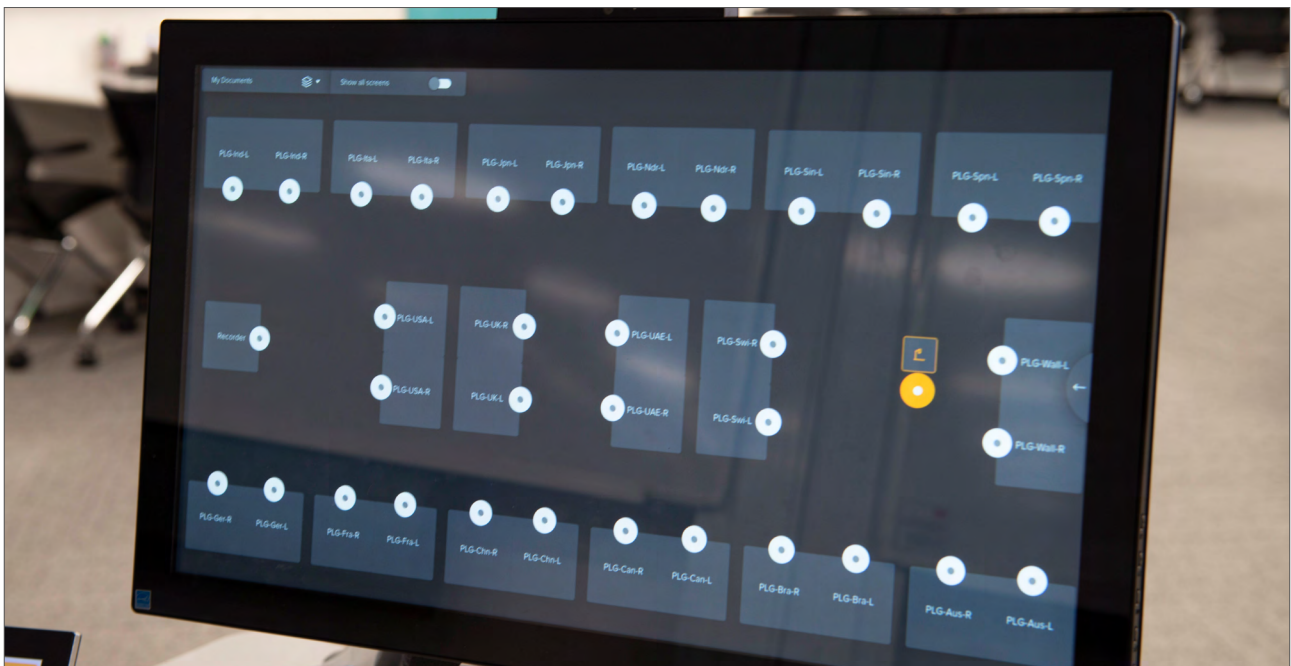 My Documents
Show all screens
PLG-Ind-L
PLG-Ind-R
PLG-Ita-L
PLG-Ita-R
PLG-Jpn-L
PLG-Jpn-R
PLG-Ndr-L
PLG-Ndr-R
PLG-Sin-L
PLG-Sin-R
PLG-Spn-L
PLG-Spn-R
Recorder
PLG-USA-L
PLG-UK-R
PLG-UAE-L
PLG-Swi-R
PLG-Wall-L
PLG-USA-R
PLG-UK-L
PLG-UAE-R
PLG-Swi-L
PLG-Wall-R
PLG-Ger-R
PLG-Ger-L
PLG-Fra-R
PLG-Fra-L
PLG-Chn-R
PLG-Chn-L
PLG-Can-R
PLG-Can-L
PLG-Bra-R
PLG-Bra-L
PLG-Aus-R
PLG-Aus-L